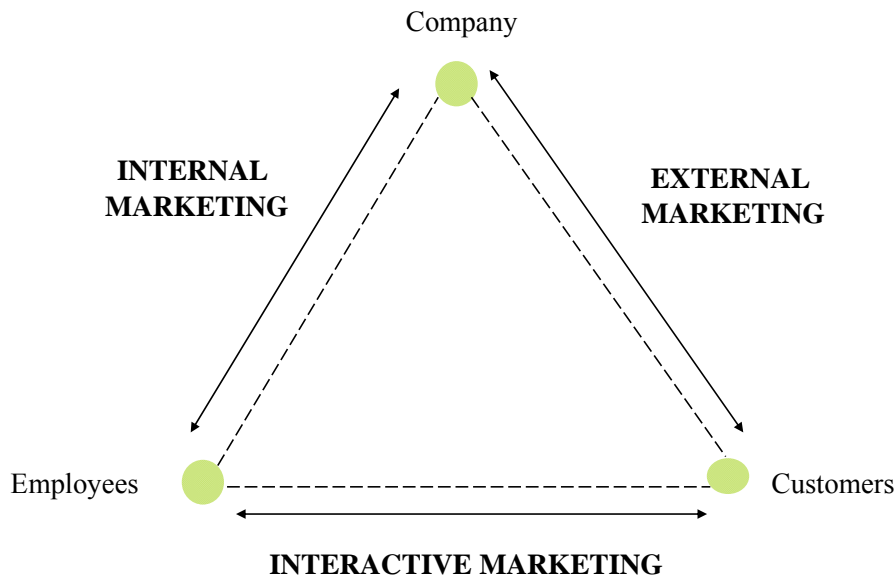 Company
INTERNAL
MARKETING
EXTERNAL
MARKETING
Employees
Customers
INTERACTIVE MARKETING